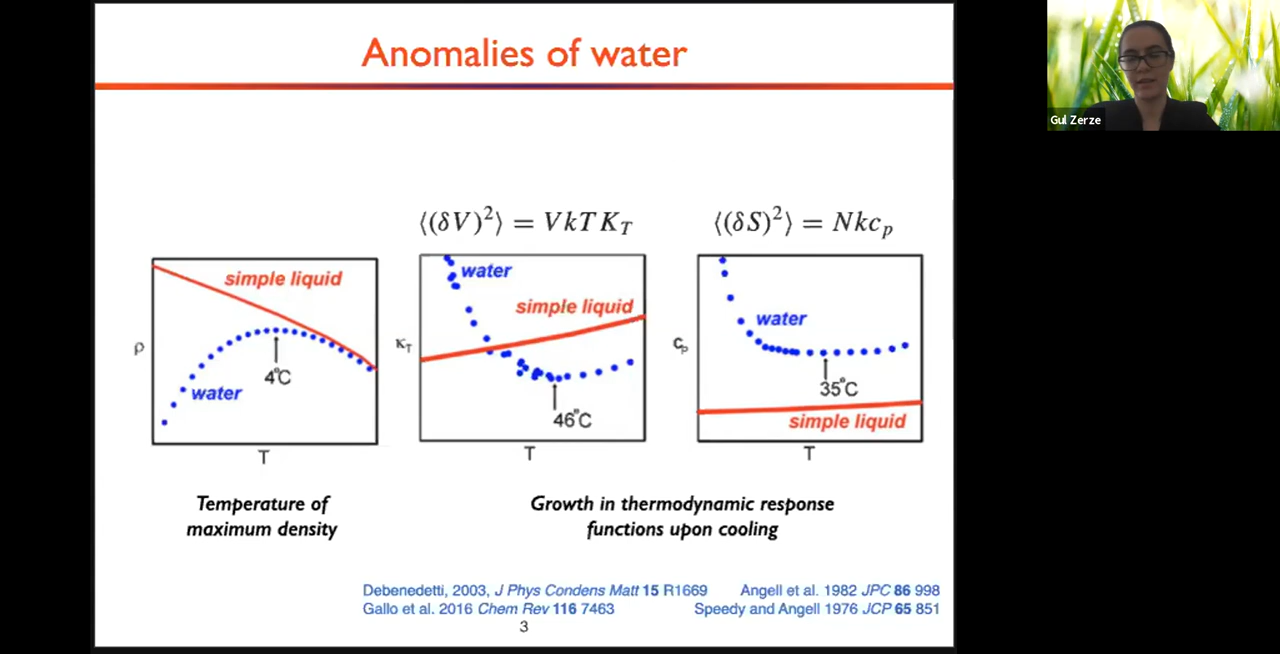 Anomalies of water
Gul Zerze
⟨(δV)²⟩ = VkTK_T
⟨(δS)²⟩ = Nkc_p
simple liquid
ρ
4°C
water
T
water
simple liquid
κ_T
46°C
T
water
c_p
35°C
simple liquid
T
Temperature of
maximum density
Growth in thermodynamic response
functions upon cooling
Debenedetti, 2003, J Phys Condens Matt 15 R1669
Gallo et al. 2016 Chem Rev 116 7463
Angell et al. 1982 JPC 86 998
Speedy and Angell 1976 JCP 65 851
3